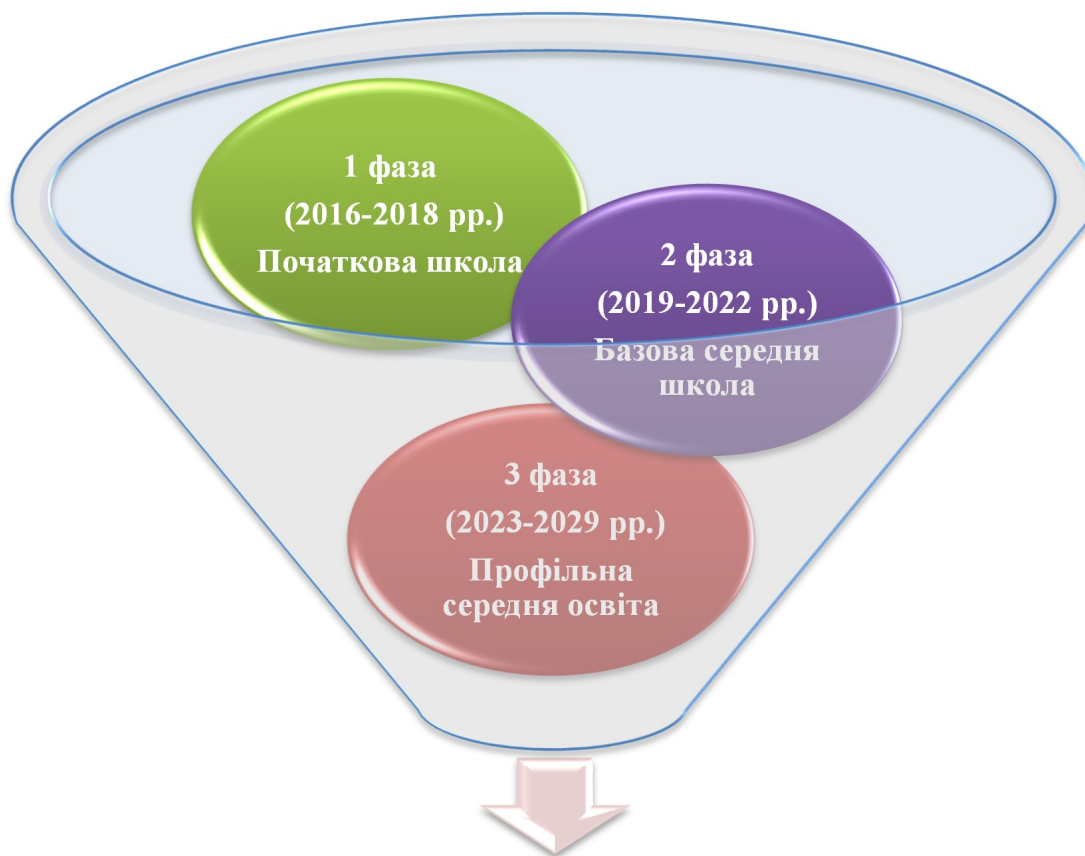 1 фаза
(2016-2018 рр.)
Початкова школа
2 фаза
(2019-2022 рр.)
Базова середня
школа
3 фаза
(2023-2029 рр.)
Профільна
середня освіта